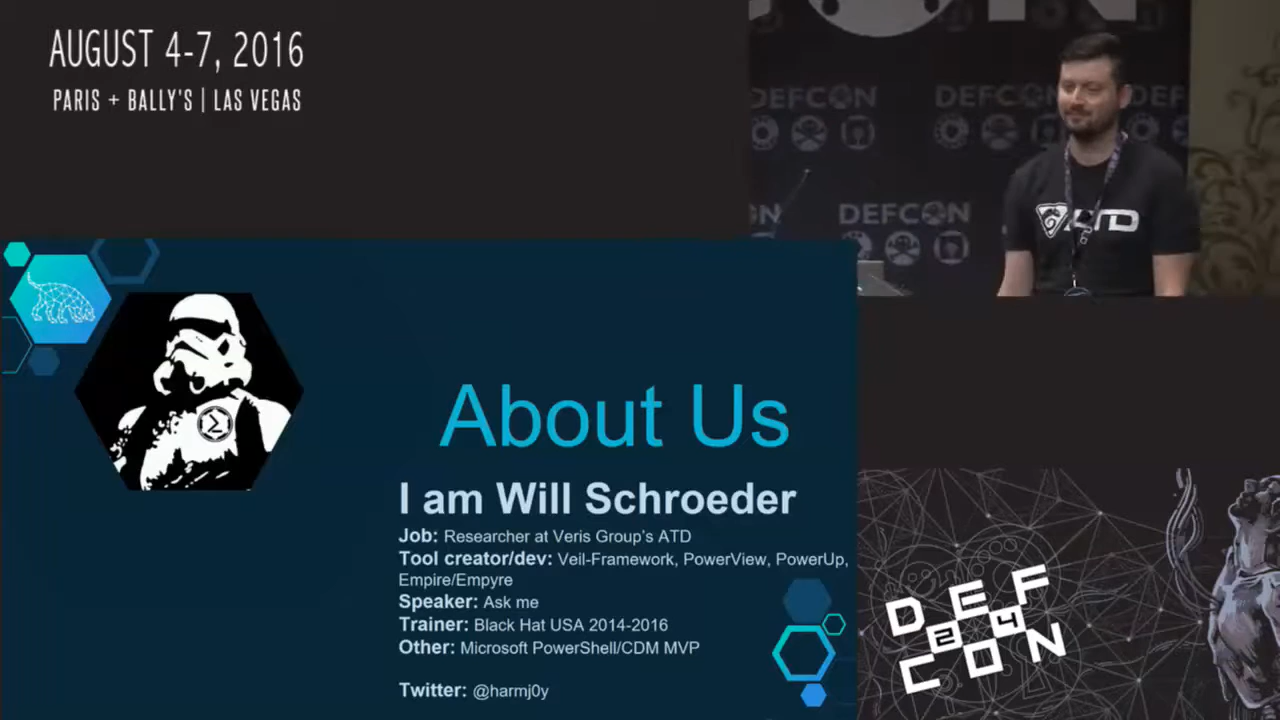 AUGUST 4-7, 2016
PARIS + BALLY'S | LAS VEGAS
DEFCON DEFCON DEF
DEFCON
ATD
About Us
I am Will Schroeder
Job: Researcher at Veris Group's ATD
Tool creator/dev: Veil-Framework, PowerView, PowerUp,
Empire/Empyre
Speaker: Ask me
Trainer: Black Hat USA 2014-2016
Other: Microsoft PowerShell/CDM MVP
Twitter: @harmj0y
DEF
24
CON